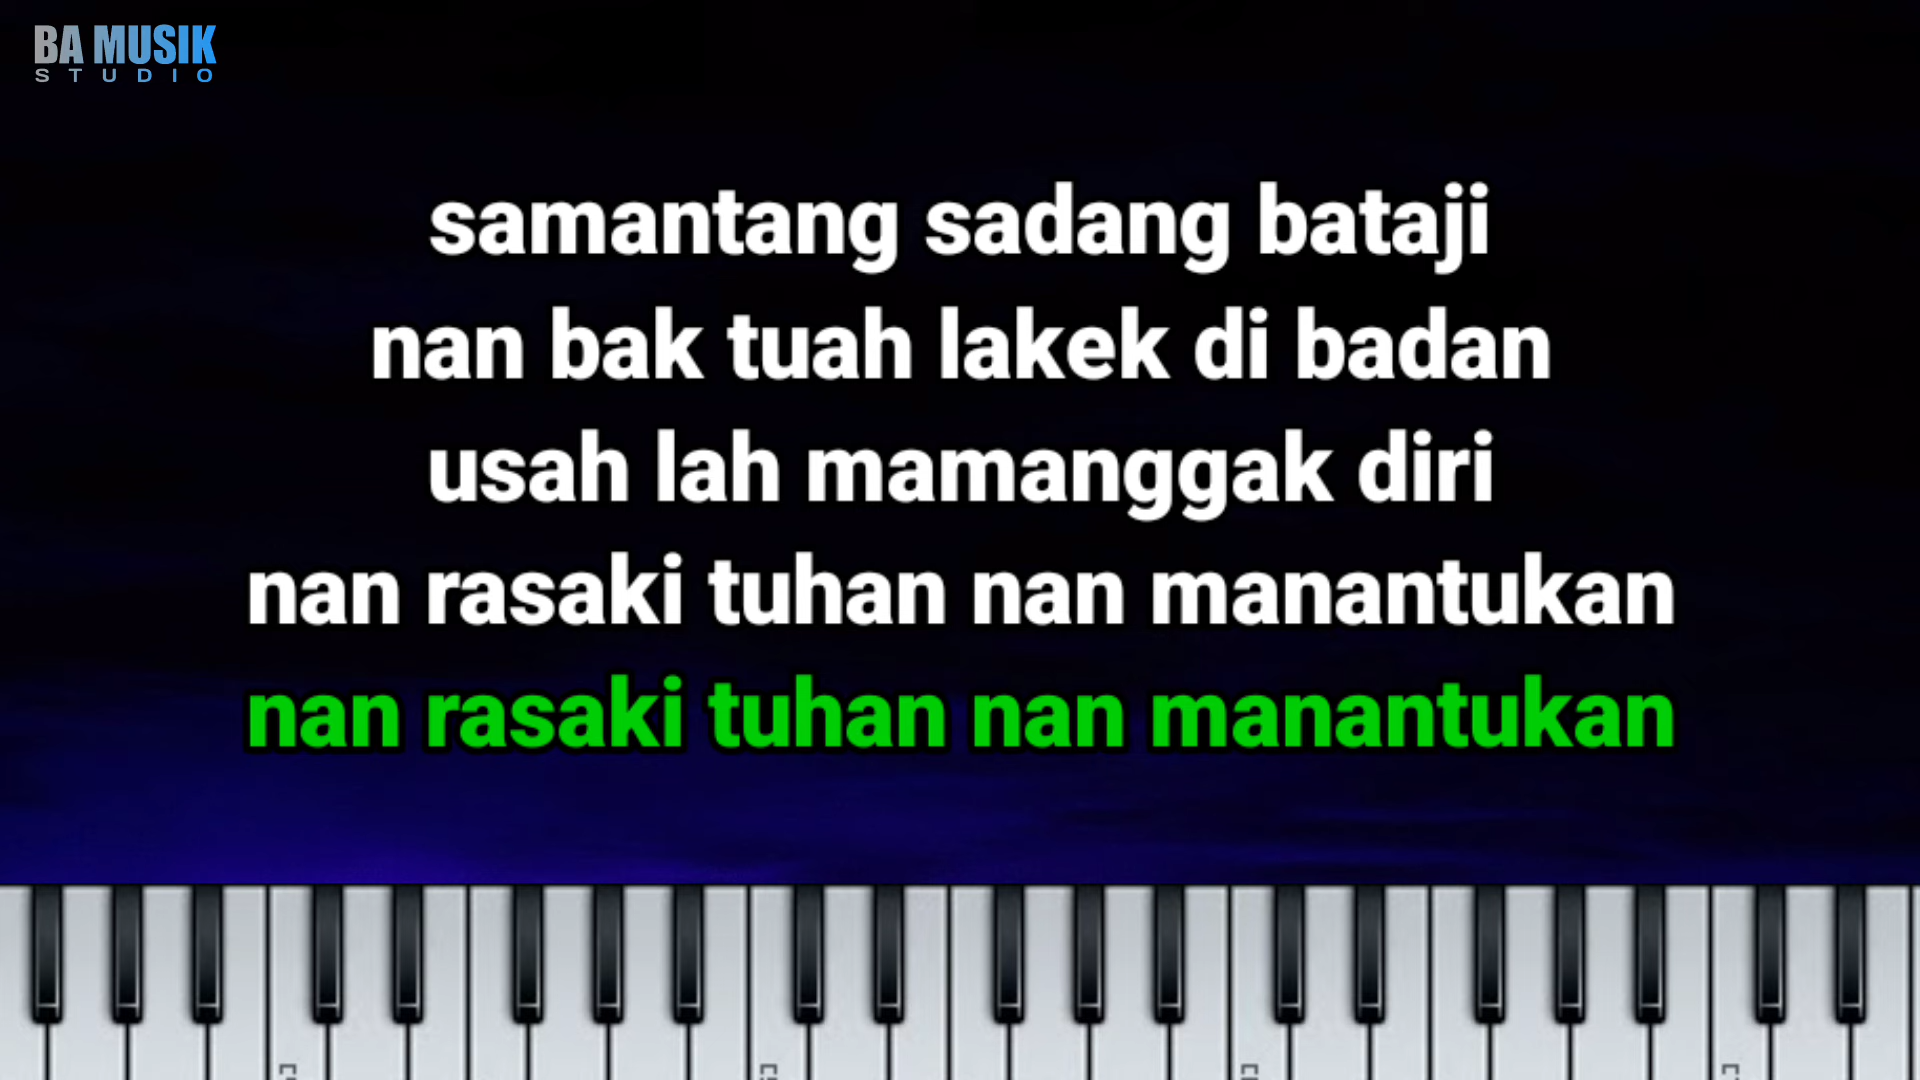 BA MUSIK
STUDIO
samantang sadang bataji
nan bak tuah lakek di badan
usah lah mamanggak diri
nan rasaki tuhan nan manantukan
nan rasaki tuhan nan manantukan